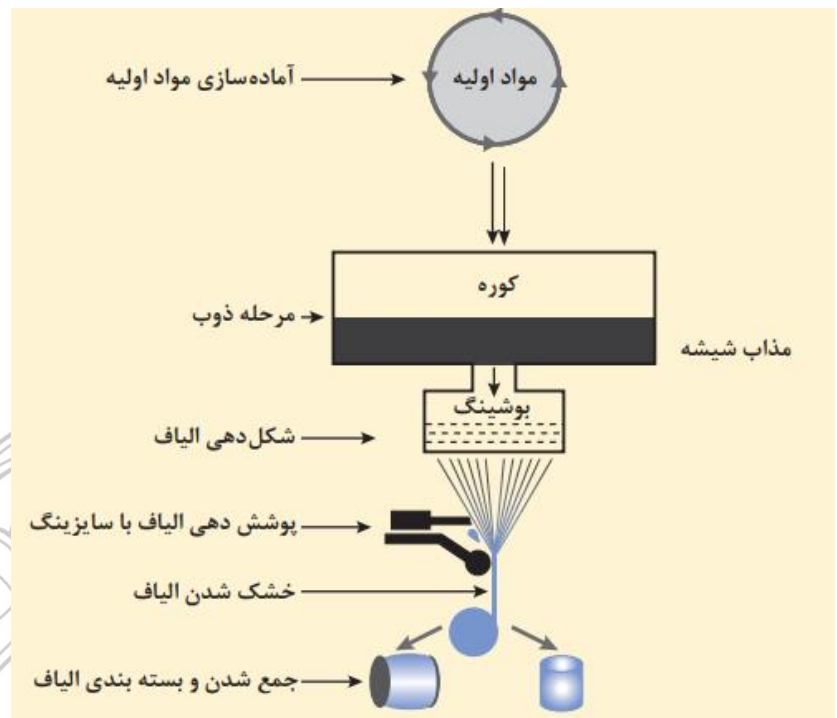 مواد اولیه
آماده‌سازی مواد اولیه
کوره
مرحله ذوب
مذاب شیشه
بوشینگ
شکل‌دهی الیاف
پوشش دهی الیاف با سایزینگ
خشک شدن الیاف
جمع شدن و بسته بندی الیاف